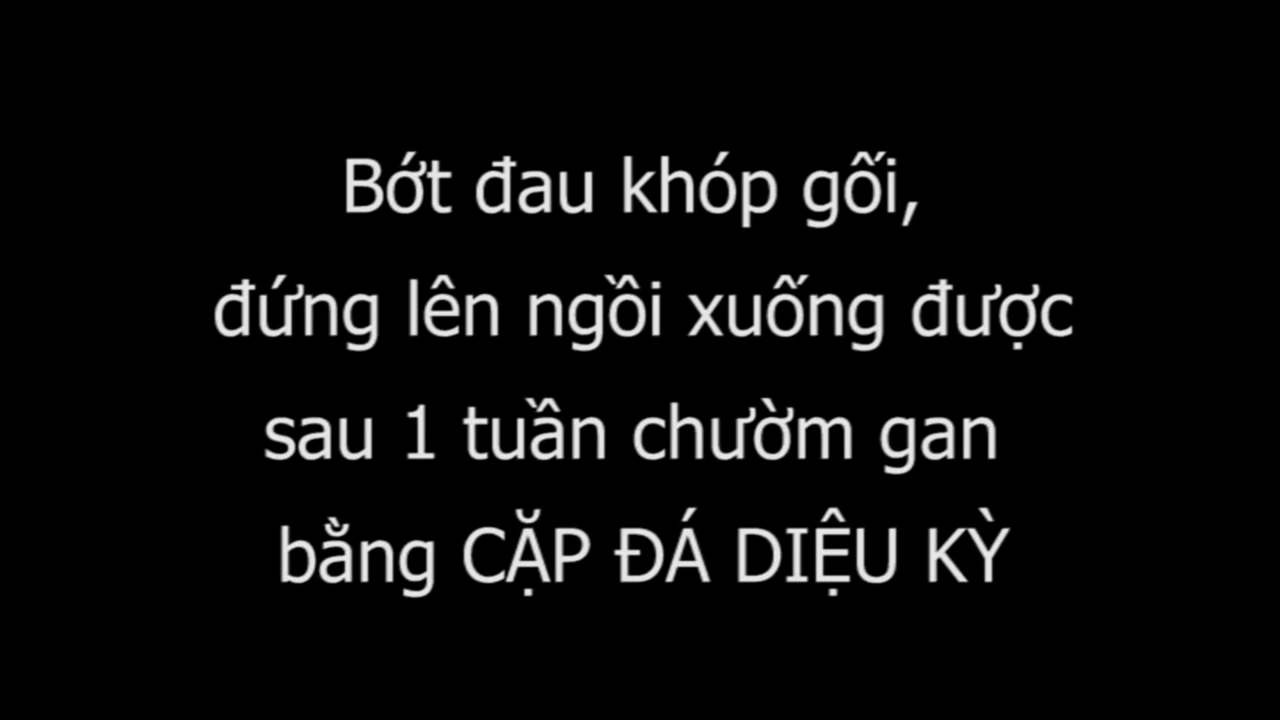 Bớt đau khóp gối,
đứng lên ngồi xuống được
sau 1 tuần chườm gan
bằng CẶP ĐÁ DIỆU KỲ